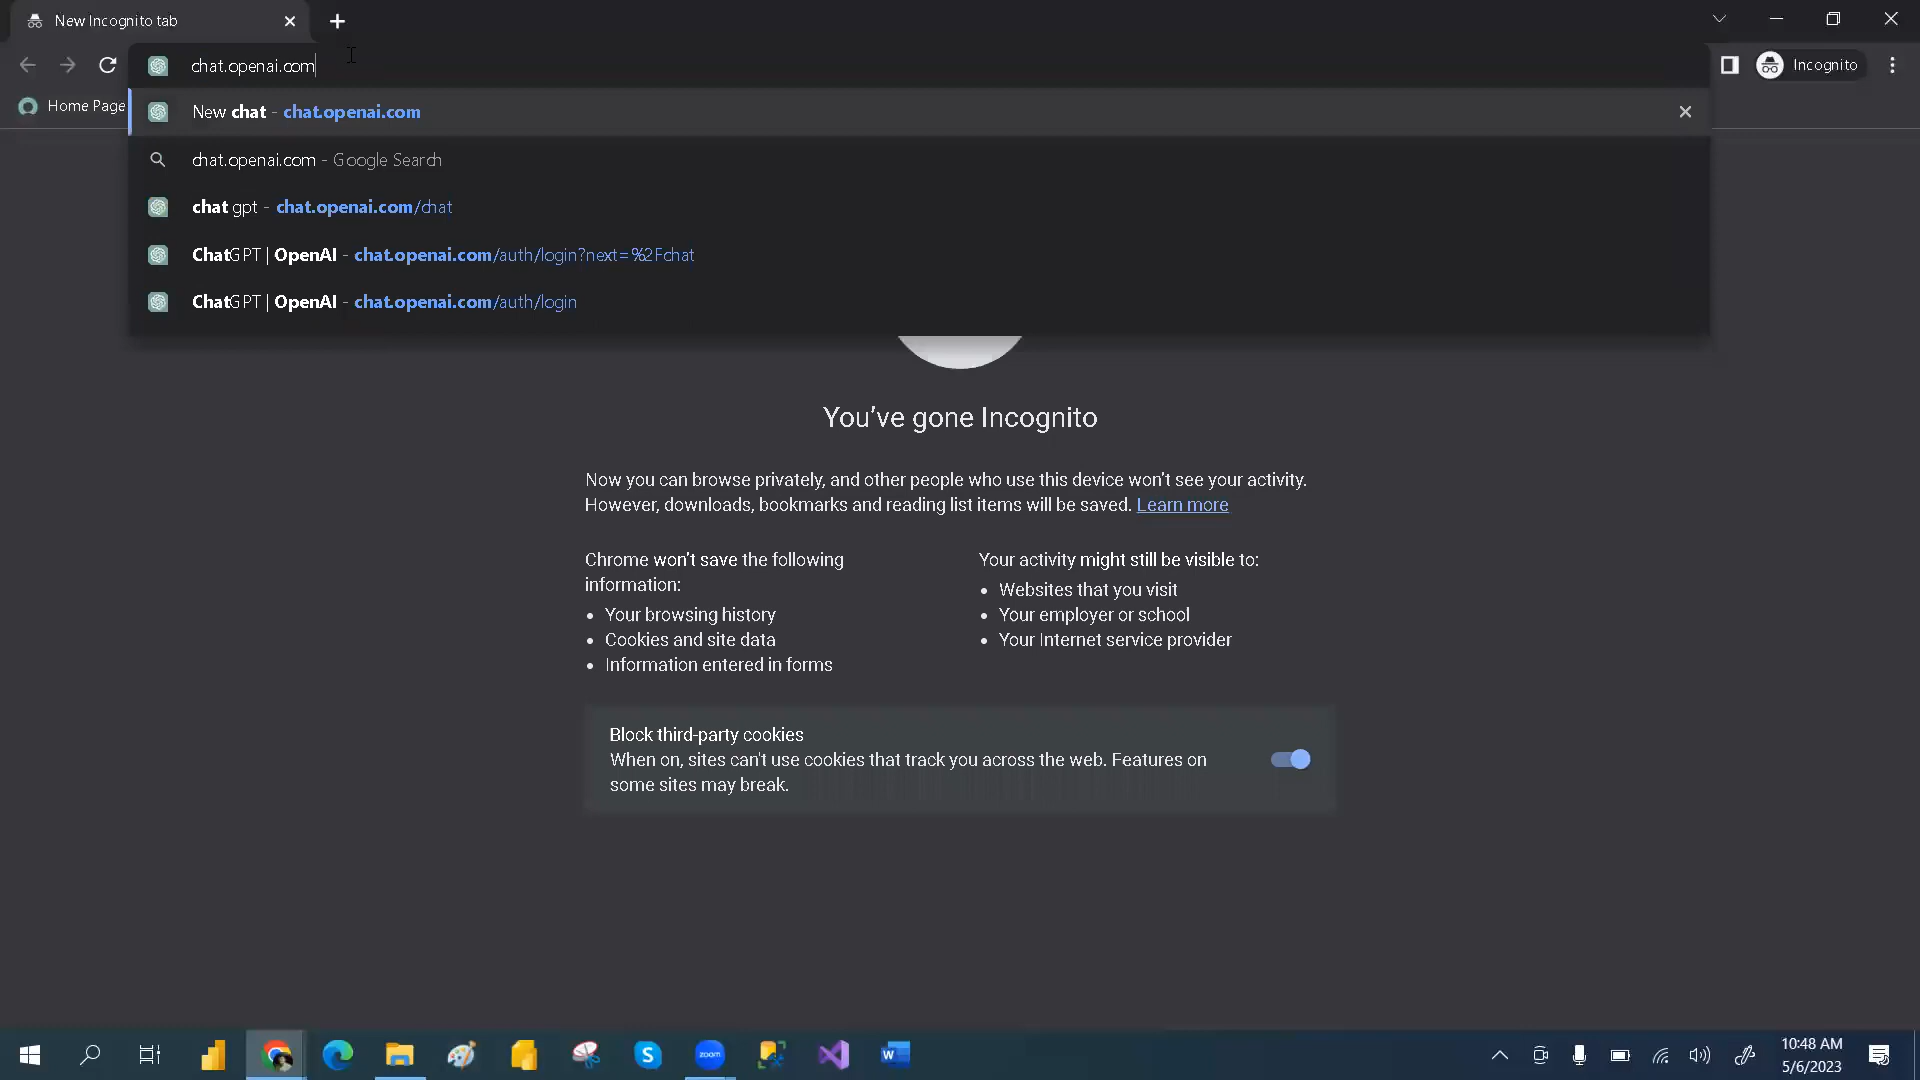 New Incognito tab
chat.openai.com
Incognito
Home Page
New chat - chat.openai.com
chat.openai.com - Google Search
chat gpt - chat.openai.com/chat
ChatGPT | OpenAI - chat.openai.com/auth/login?next=%2Fchat
ChatGPT | OpenAI - chat.openai.com/auth/login
You've gone Incognito
Now you can browse privately, and other people who use this device won't see your activity.
However, downloads, bookmarks and reading list items will be saved. Learn more
Chrome won't save the following
information:
• Your browsing history
• Cookies and site data
• Information entered in forms
Your activity might still be visible to:
• Websites that you visit
• Your employer or school
• Your Internet service provider
Block third-party cookies
When on, sites can't use cookies that track you across the web. Features on
some sites may break.
zoom
10:48 AM
5/6/2023